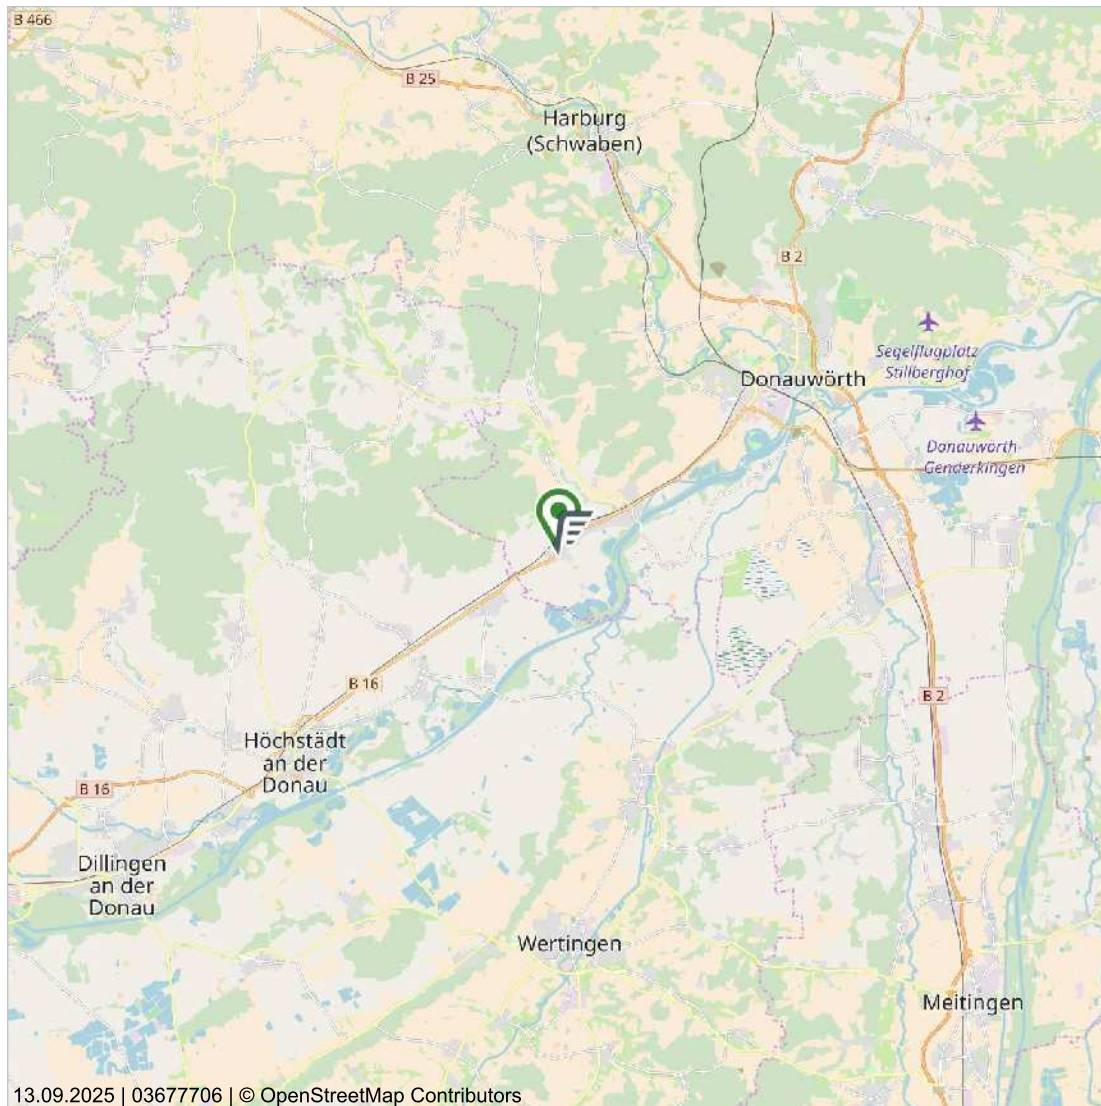 B 466
B 25
Harburg
(Schwaben)
B 2
Segelflugplatz
Stillberghof
Donauwörth
Donauwörth-
Genderkingen
B 16
B 2
Höchstädt
an der
Donau
B 16
Dillingen
an der
Donau
Wertingen
Meitingen
13.09.2025 | 03677706 | © OpenStreetMap Contributors